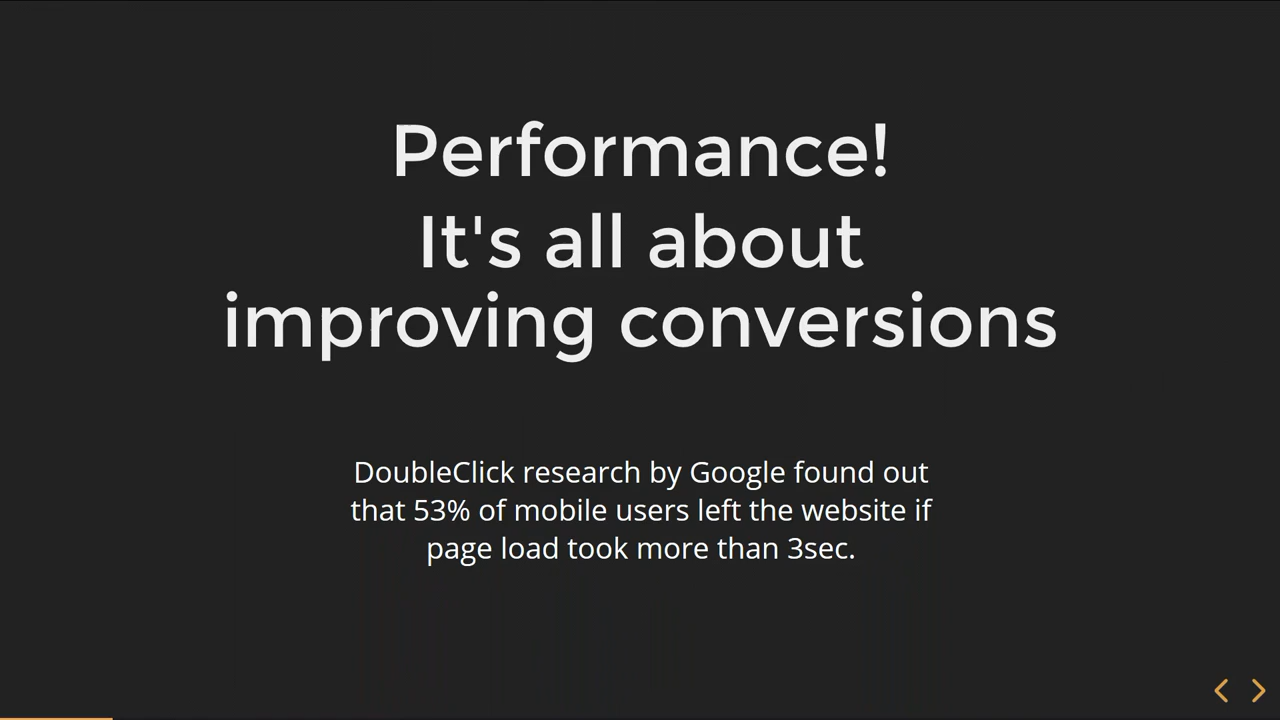 Performance!
It's all about
improving conversions
DoubleClick research by Google found out
that 53% of mobile users left the website if
page load took more than 3sec.